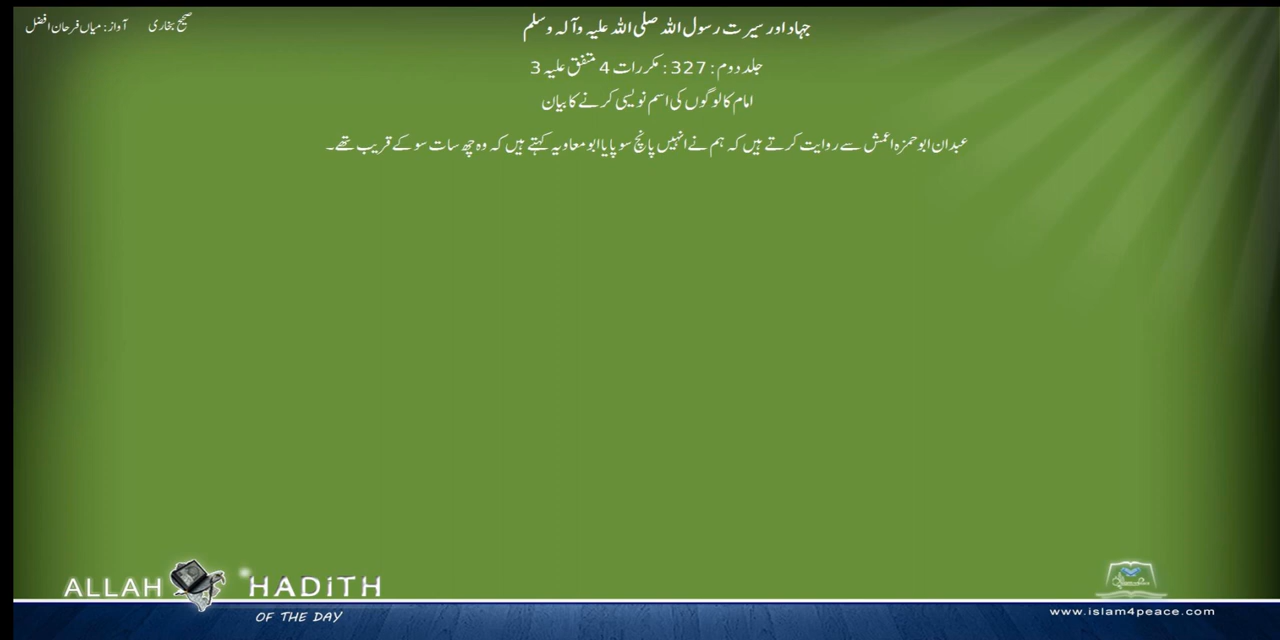 صحیح بخاری
آواز : میاں فرحان افضل
جہاد اور سیرت رسول اللہ صلی اللہ علیہ وآلہ وسلم
جلد دوم : 327 : مکررات 4 متفق علیہ 3
امام کا لوگوں کی اسم نویسی کرنے کا بیان
عبدان ابوحمزہ اعمش سے روایت کرتے ہیں کہ ہم نے انہیں پانچ سو پایا ابو معاویہ کہتے ہیں کہ وہ چھ سات سو کے قریب تھے۔
ALLAH HADITH
OF THE DAY
www.islam4peace.com